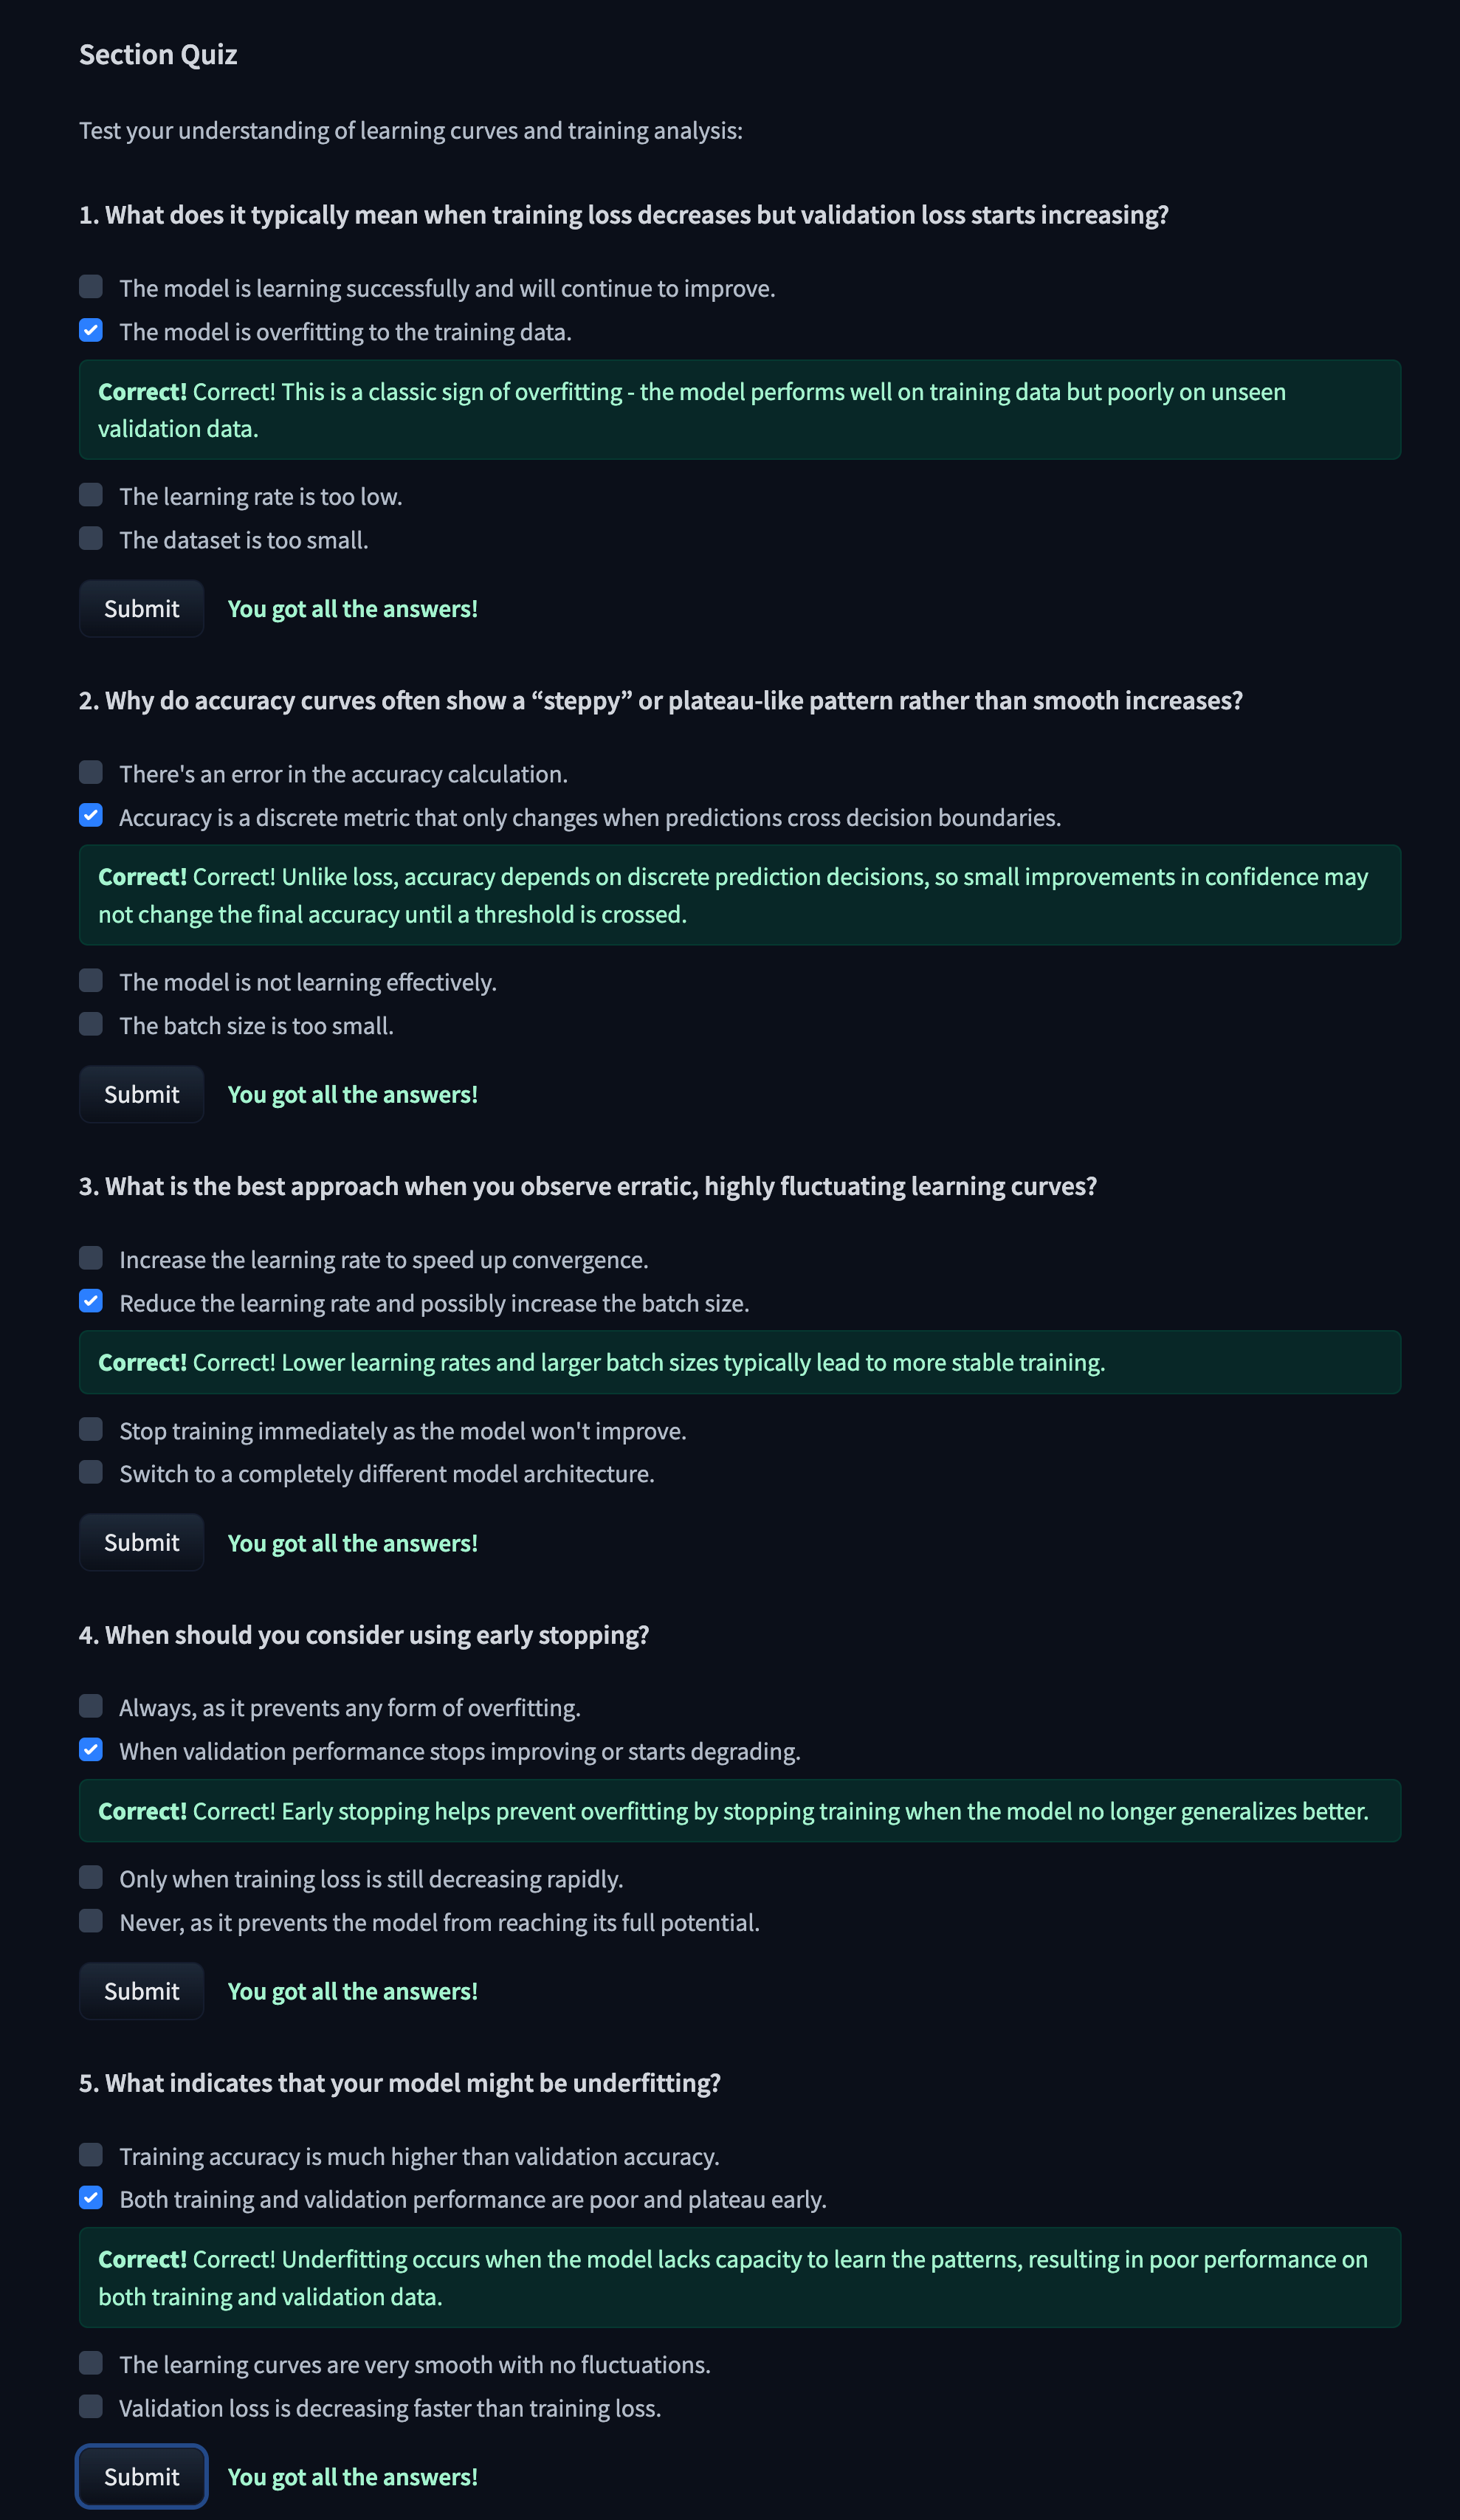 Section Quiz
Test your understanding of learning curves and training analysis:
1. What does it typically mean when training loss decreases but validation loss starts increasing?
The model is learning successfully and will continue to improve.
The model is overfitting to the training data.
Correct! Correct! This is a classic sign of overfitting - the model performs well on training data but poorly on unseen
validation data.
The learning rate is too low.
The dataset is too small.
Submit You got all the answers!
2. Why do accuracy curves often show a “steppy” or plateau-like pattern rather than smooth increases?
There's an error in the accuracy calculation.
Accuracy is a discrete metric that only changes when predictions cross decision boundaries.
Correct! Correct! Unlike loss, accuracy depends on discrete prediction decisions, so small improvements in confidence may
not change the final accuracy until a threshold is crossed.
The model is not learning effectively.
The batch size is too small.
Submit You got all the answers!
3. What is the best approach when you observe erratic, highly fluctuating learning curves?
Increase the learning rate to speed up convergence.
Reduce the learning rate and possibly increase the batch size.
Correct! Correct! Lower learning rates and larger batch sizes typically lead to more stable training.
Stop training immediately as the model won't improve.
Switch to a completely different model architecture.
Submit You got all the answers!
4. When should you consider using early stopping?
Always, as it prevents any form of overfitting.
When validation performance stops improving or starts degrading.
Correct! Correct! Early stopping helps prevent overfitting by stopping training when the model no longer generalizes better.
Only when training loss is still decreasing rapidly.
Never, as it prevents the model from reaching its full potential.
Submit You got all the answers!
5. What indicates that your model might be underfitting?
Training accuracy is much higher than validation accuracy.
Both training and validation performance are poor and plateau early.
Correct! Correct! Underfitting occurs when the model lacks capacity to learn the patterns, resulting in poor performance on
both training and validation data.
The learning curves are very smooth with no fluctuations.
Validation loss is decreasing faster than training loss.
Submit You got all the answers!